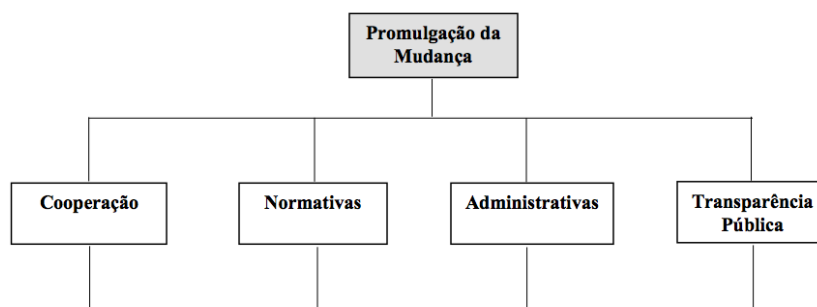 Promulgação da
Mudança
Cooperação
Normativas
Administrativas
Transparência
Pública